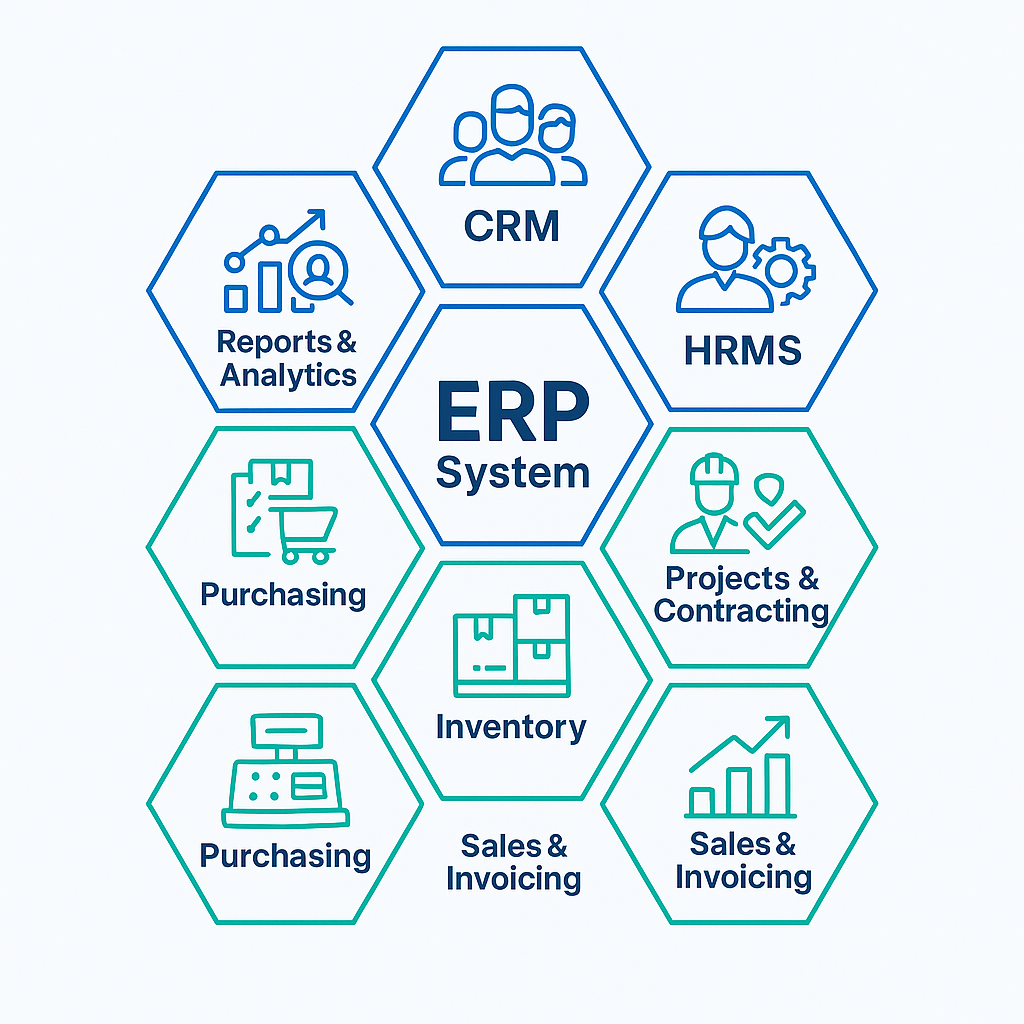 CRM
Reports &
Analytics
HRMS
ERP
System
Purchasing
Projects &
Contracting
Inventory
Purchasing
Sales &
Invoicing
Sales &
Invoicing